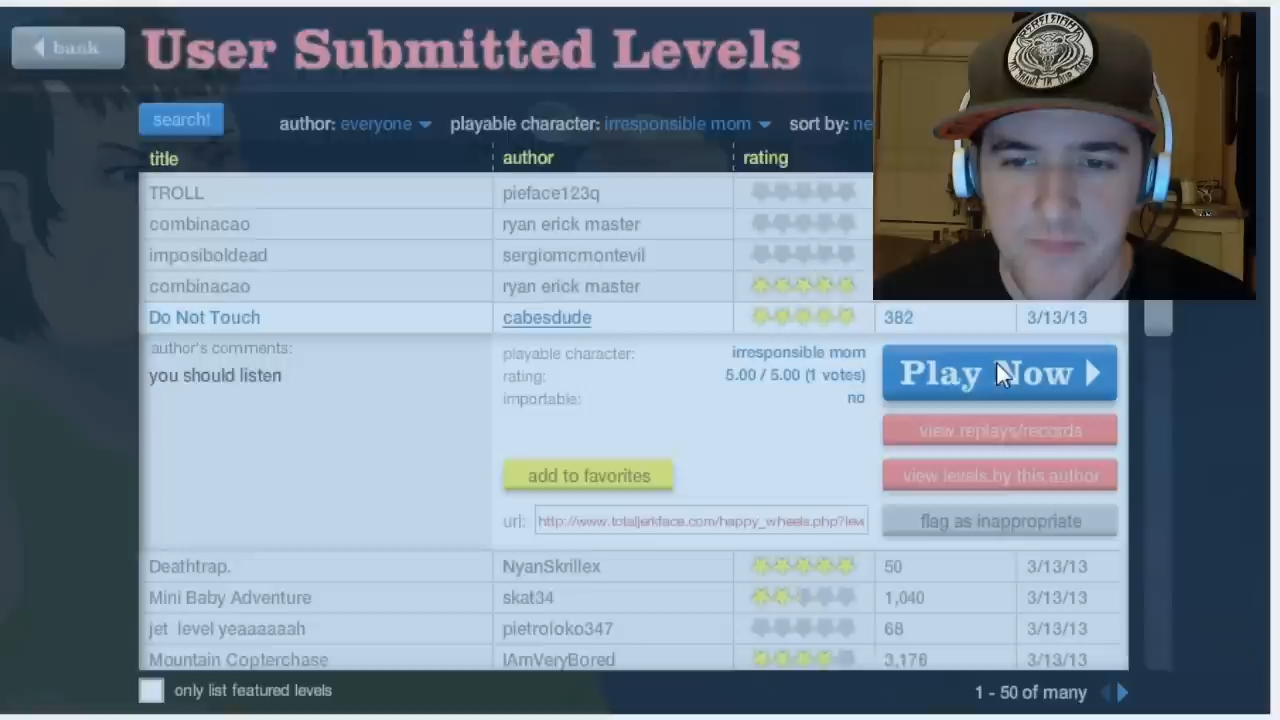 back
User Submitted Levels
search!
author: everyone
playable character: irresponsible mom
sort by: ne
title author rating
TROLL pieface123q
combinacao ryan erick master
imposiboldead sergiomcmontevil
combinacao ryan erick master
Do Not Touch cabesdude 382 3/13/13
author's comments:
you should listen
playable character: irresponsible mom
rating: 5.00 / 5.00 (1 votes)
importable: no
Play Now
view replays/records
add to favorites
view levels by this author
url: http://www.totaljerkface.com/happy_wheels.php?lev
flag as inappropriate
Deathtrap. NyanSkrillex 50 3/13/13
Mini Baby Adventure skat34 1,040 3/13/13
jet level yeaaaaaah pietroloko347 68 3/13/13
Mountain Copterchase IAmVeryBored 3,176 3/13/13
only list featured levels
1 - 50 of many